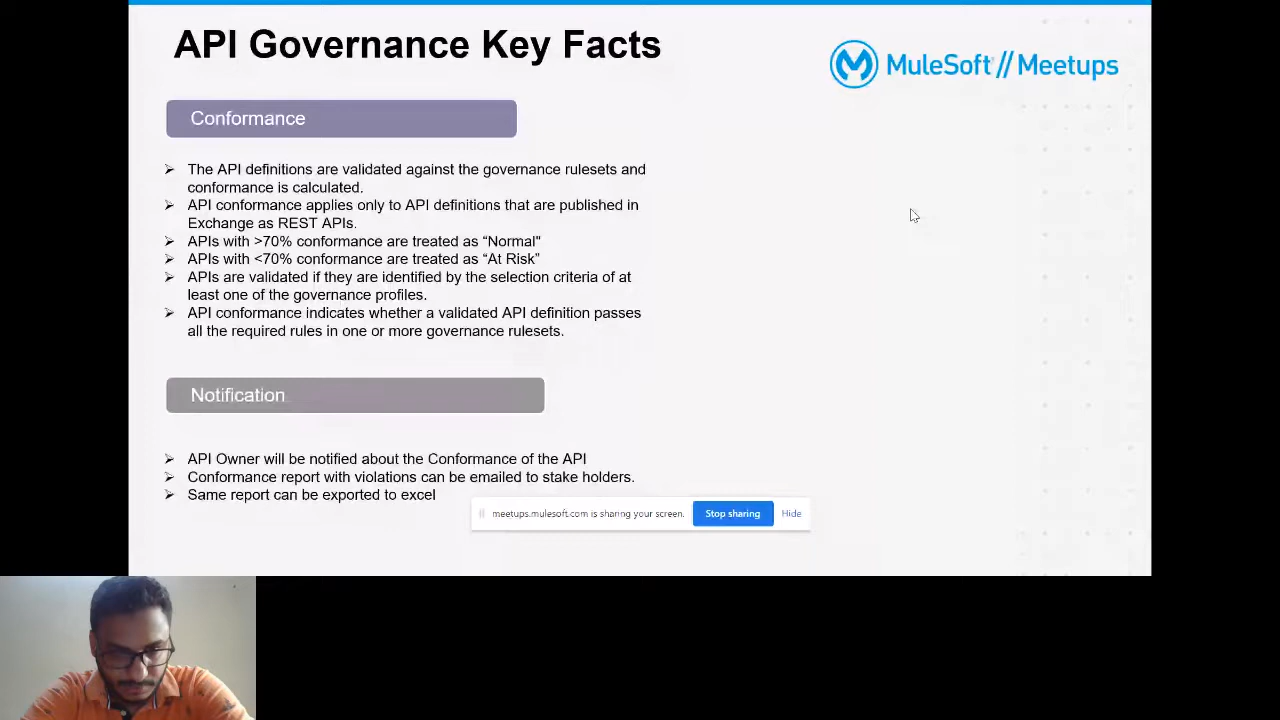 API Governance Key Facts
MuleSoft // Meetups
Conformance
The API definitions are validated against the governance rulesets and
conformance is calculated.
API conformance applies only to API definitions that are published in
Exchange as REST APIs.
APIs with >70% conformance are treated as “Normal"
APIs with <70% conformance are treated as “At Risk”
APIs are validated if they are identified by the selection criteria of at
least one of the governance profiles.
API conformance indicates whether a validated API definition passes
all the required rules in one or more governance rulesets.
Notification
API Owner will be notified about the Conformance of the API
Conformance report with violations can be emailed to stake holders.
Same report can be exported to excel
meetups.mulesoft.com is sharing your screen. Stop sharing Hide